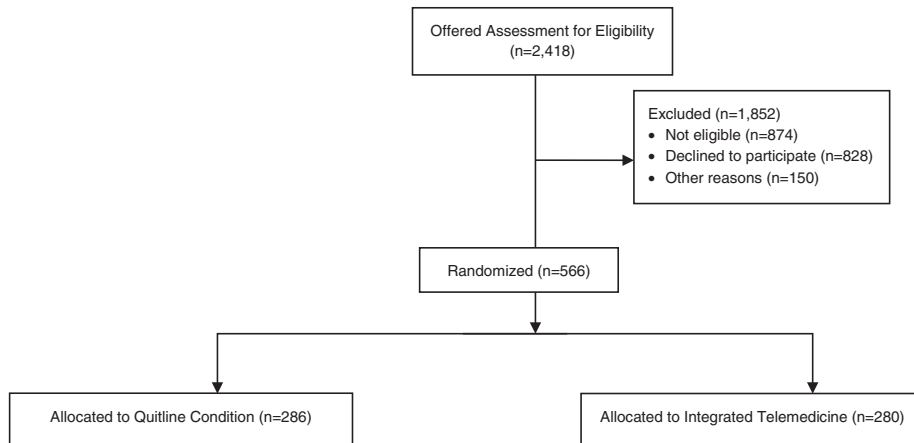 Offered Assessment for Eligibility
(n=2,418)
Excluded (n=1,852)
• Not eligible (n=874)
• Declined to participate (n=828)
• Other reasons (n=150)
Randomized (n=566)
Allocated to Quitline Condition (n=286)
Allocated to Integrated Telemedicine (n=280)